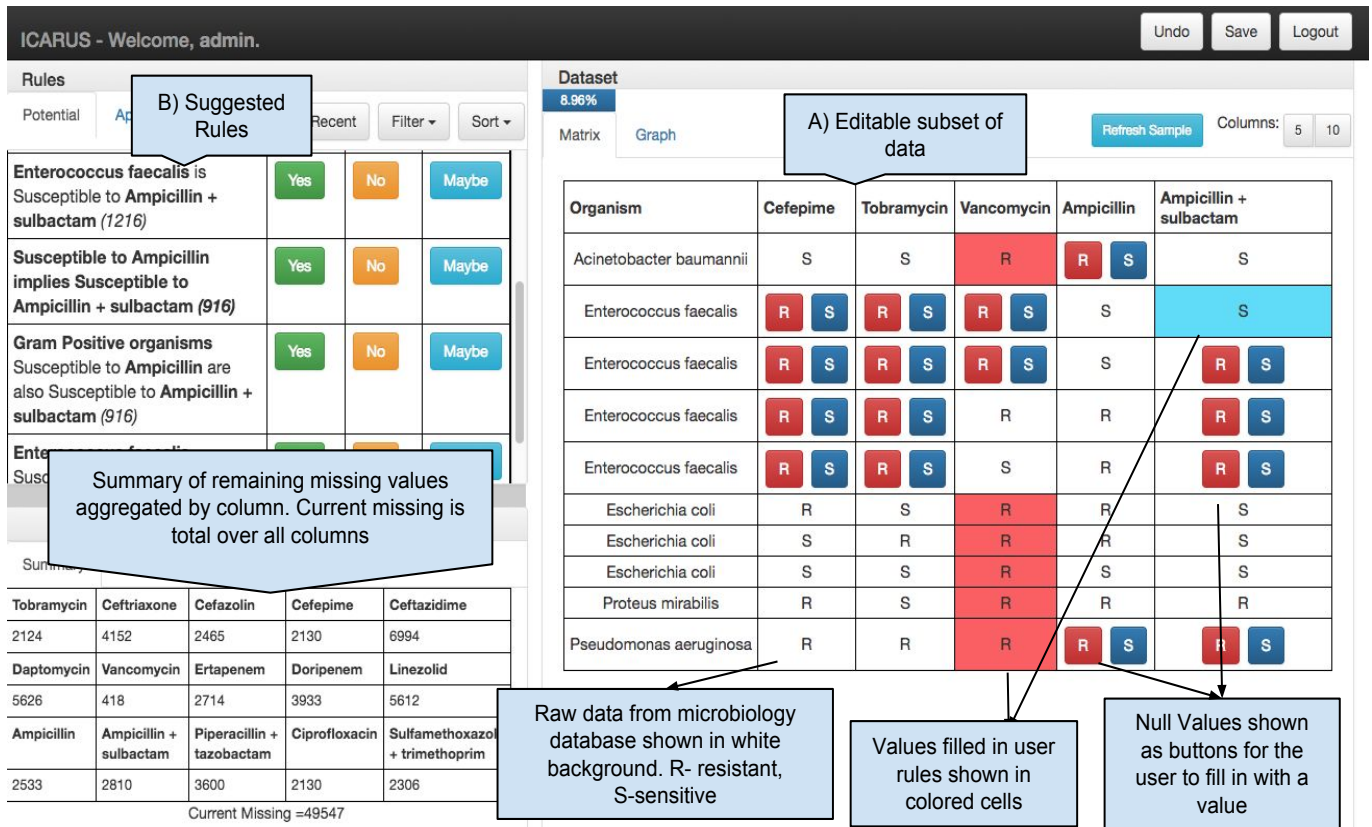 ICARUS - Welcome, admin.
Undo
Save
Logout
Rules
Potential
Ap
Recent
Filter
Sort
B) Suggested
Rules
Enterococcus faecalis is
Susceptible to Ampicillin +
sulbactam (1216)
Yes
No
Maybe
Susceptible to Ampicillin
implies Susceptible to
Ampicillin + sulbactam (916)
Yes
No
Maybe
Gram Positive organisms
Susceptible to Ampicillin are
also Susceptible to Ampicillin +
sulbactam (916)
Yes
No
Maybe
Summary of remaining missing values
aggregated by column. Current missing is
total over all columns
Tobramycin Ceftriaxone Cefazolin Cefepime Ceftazidime
2124 4152 2465 2130 6994
Daptomycin Vancomycin Ertapenem Doripenem Linezolid
5626 418 2714 3933 5612
Ampicillin Ampicillin + sulbactam Piperacillin + tazobactam Ciprofloxacin Sulfamethoxazol + trimethoprim
2533 2810 3600 2130 2306
Current Missing =49547
Dataset
8.96%
Matrix
Graph
A) Editable subset of
data
Refresh Sample
Columns: 5 10
Organism Cefepime Tobramycin Vancomycin Ampicillin Ampicillin + sulbactam
Acinetobacter baumannii S S R R S S
Enterococcus faecalis R S R S R S S S
Enterococcus faecalis R S R S R S S R S
Enterococcus faecalis R S R S R R R S
Enterococcus faecalis R S R S S R R S
Escherichia coli R S R R S
Escherichia coli S R R R S
Escherichia coli S S R S S
Proteus mirabilis R S R R R
Pseudomonas aeruginosa R R R R S R S
Raw data from microbiology
database shown in white
background. R- resistant,
S-sensitive
Values filled in user
rules shown in
colored cells
Null Values shown
as buttons for the
user to fill in with a
value